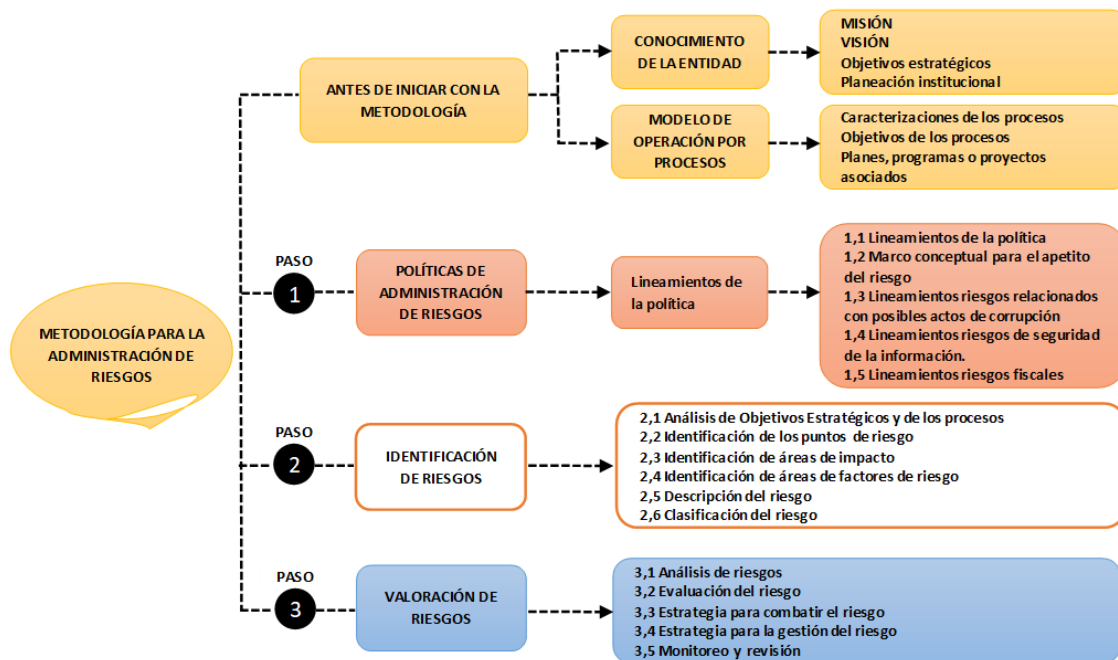 METODOLOGÍA PARA LA
ADMINISTRACIÓN DE
RIESGOS
ANTES DE INICIAR CON LA
METODOLOGÍA
CONOCIMIENTO
DE LA ENTIDAD
MISIÓN
VISIÓN
Objetivos estratégicos
Planeación institucional
MODELO DE
OPERACIÓN POR
PROCESOS
Caracterizaciones de los procesos
Objetivos de los procesos
Planes, programas o proyectos
asociados
PASO
1
POLÍTICAS DE
ADMINISTRACIÓN
DE RIESGOS
Lineamientos de
la política
1,1 Lineamientos de la política
1,2 Marco conceptual para el apetito
del riesgo
1,3 Lineamientos riesgos relacionados
con posibles actos de corrupción
1,4 Lineamientos riesgos de seguridad
de la información.
1,5 Lineamientos riesgos fiscales
PASO
2
IDENTIFICACIÓN
DE RIESGOS
2,1 Análisis de Objetivos Estratégicos y de los procesos
2,2 Identificación de los puntos de riesgo
2,3 Identificación de áreas de impacto
2,4 Identificación de áreas de factores de riesgo
2,5 Descripción del riesgo
2,6 Clasificación del riesgo
PASO
3
VALORACIÓN DE
RIESGOS
3,1 Análisis de riesgos
3,2 Evaluación del riesgo
3,3 Estrategia para combatir el riesgo
3,4 Estrategia para la gestión del riesgo
3,5 Monitoreo y revisión